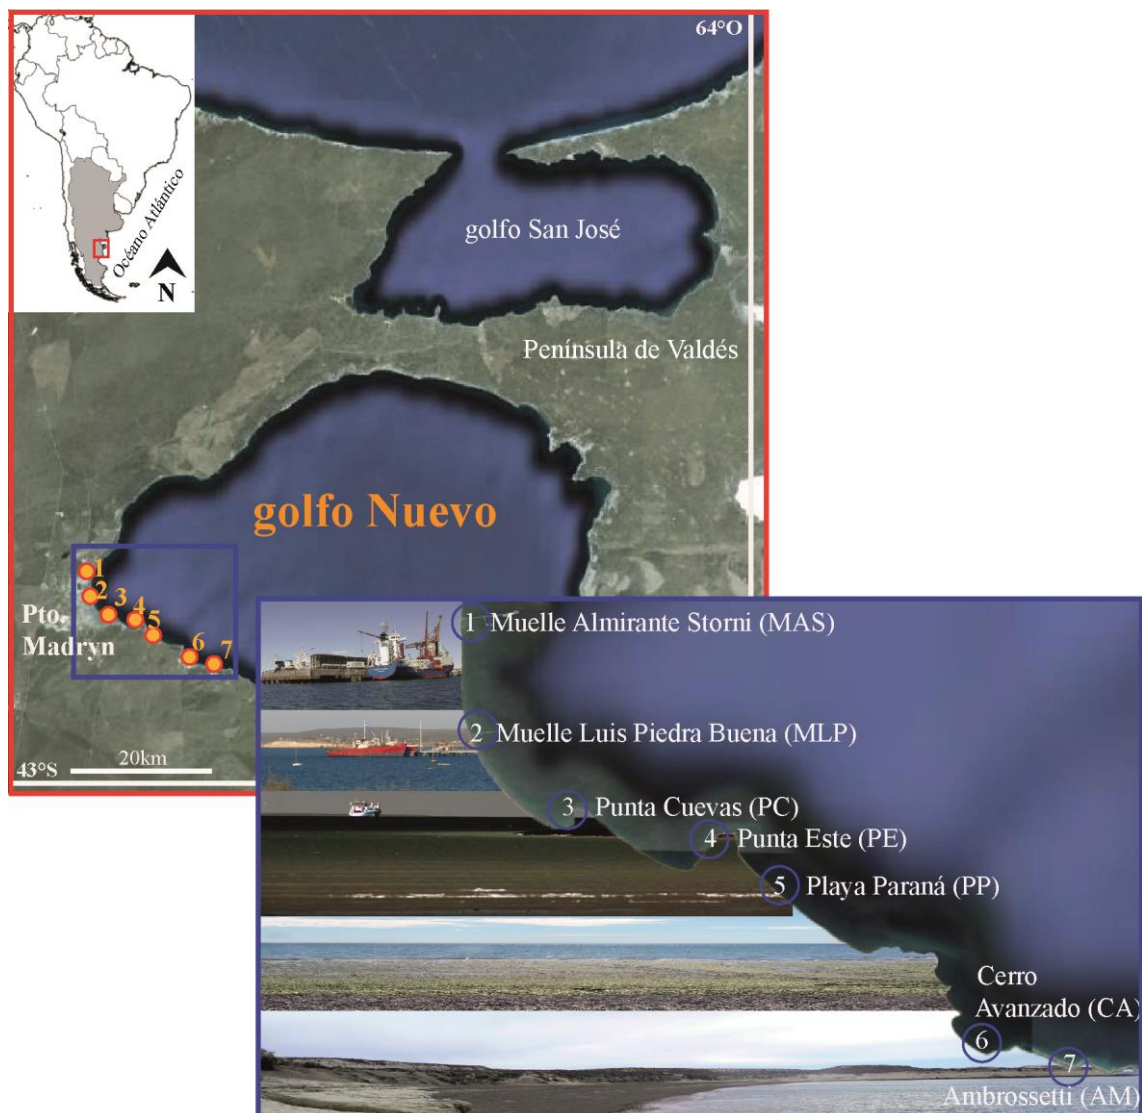 64°O
Océano Atlántico
N
golfo San José
Península de Valdés
golfo Nuevo
1
2
3
4
5
6
7
Pto.
Madryn
20km
43°S
1 Muelle Almirante Storni (MAS)
2 Muelle Luis Piedra Buena (MLP)
3 Punta Cuevas (PC)
4 Punta Este (PE)
5 Playa Paraná (PP)
Cerro
Avanzado (CA)
6
7
Ambrossetti (AM)